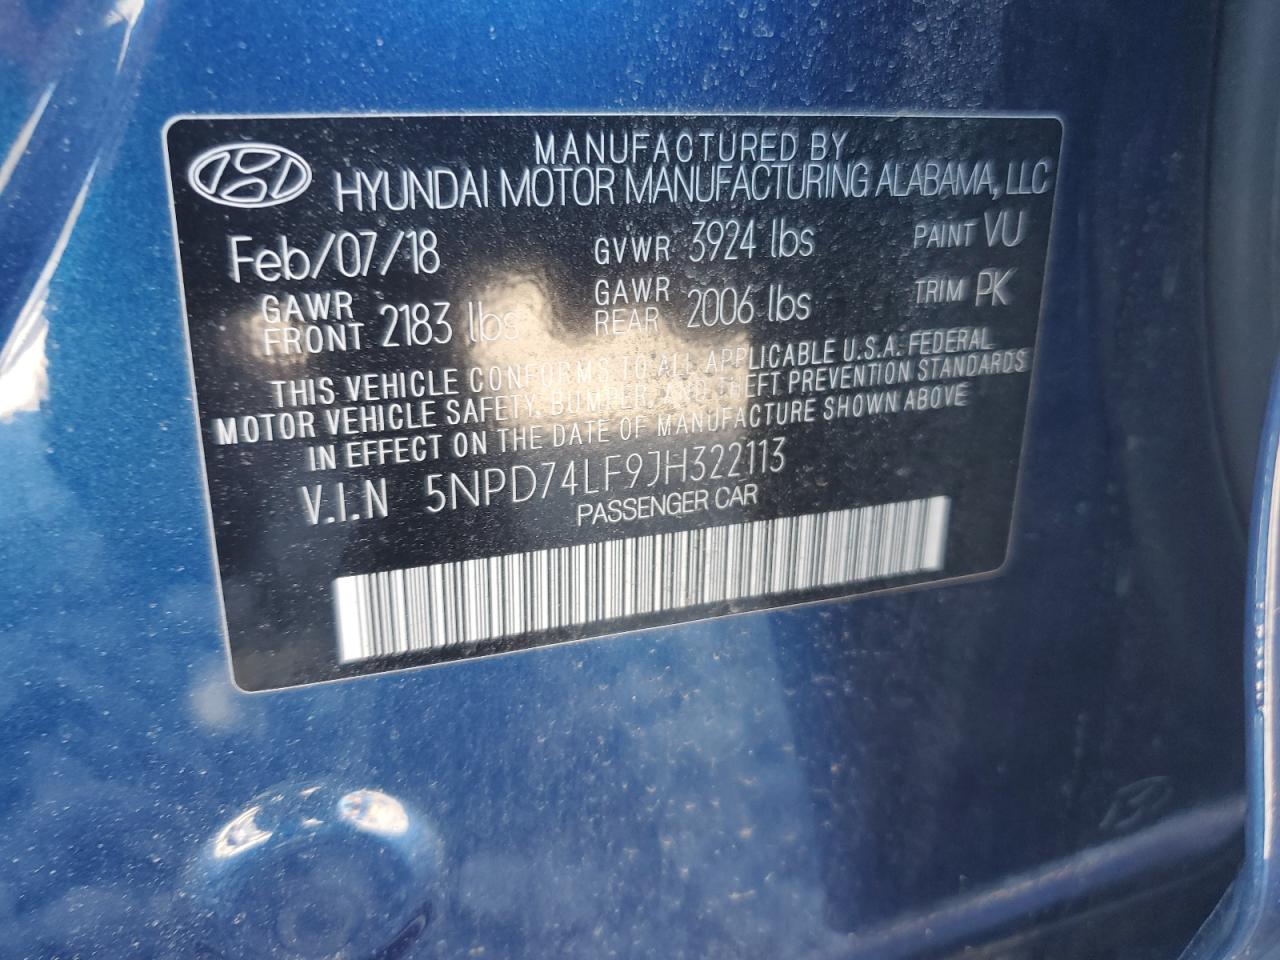 MANUFACTURED BY
HYUNDAI MOTOR MANUFACTURING ALABAMA, LLC
Feb/07/18 GVWR 3924 lbs PAINT VU
GAWR FRONT 2183 lbs GAWR REAR 2006 lbs TRIM PK
THIS VEHICLE CONFORMS TO ALL APPLICABLE U.S.A. FEDERAL
MOTOR VEHICLE SAFETY, BUMPER, AND THEFT PREVENTION STANDARDS
IN EFFECT ON THE DATE OF MANUFACTURE SHOWN ABOVE
V.I.N 5NPD74LF9JH322113
PASSENGER CAR